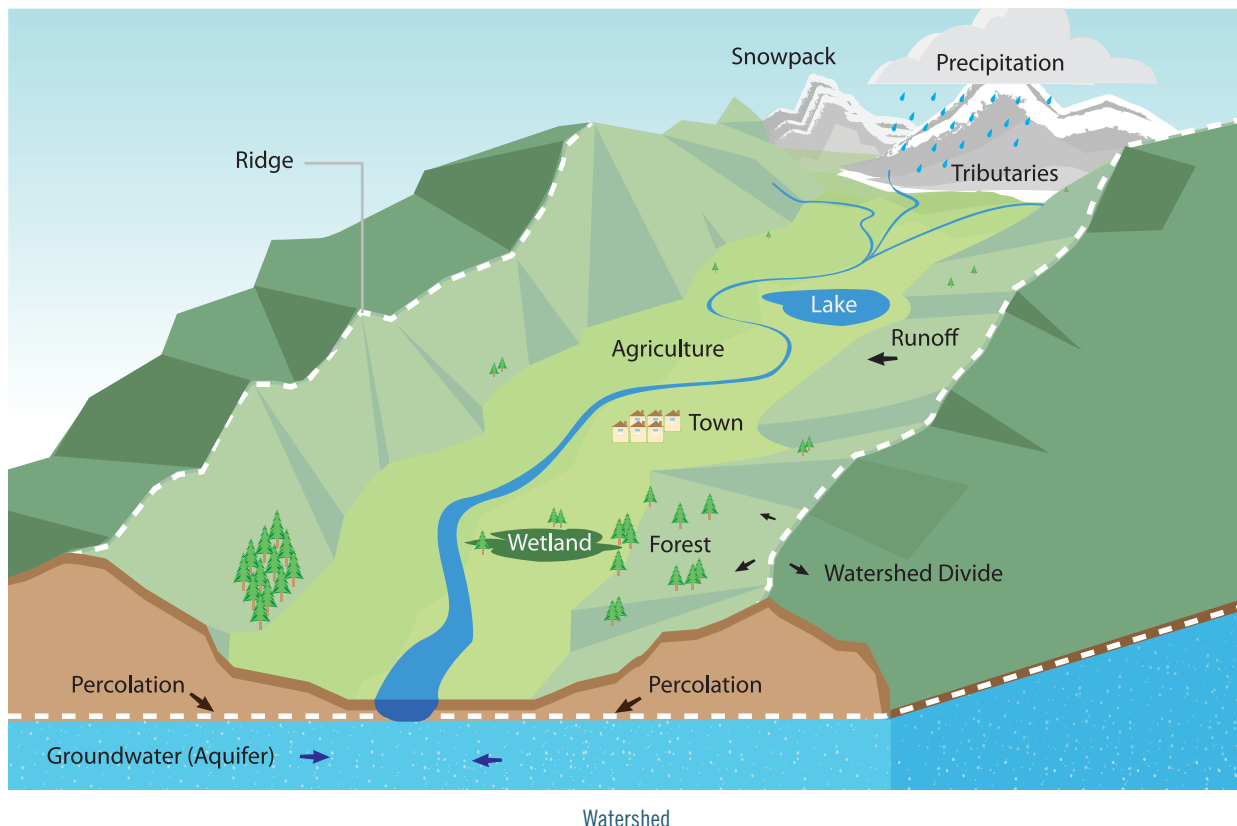 Snowpack
Precipitation
Ridge
Tributaries
Lake
Runoff
Agriculture
Town
Wetland
Forest
Watershed Divide
Percolation
Percolation
Groundwater (Aquifer)
Watershed